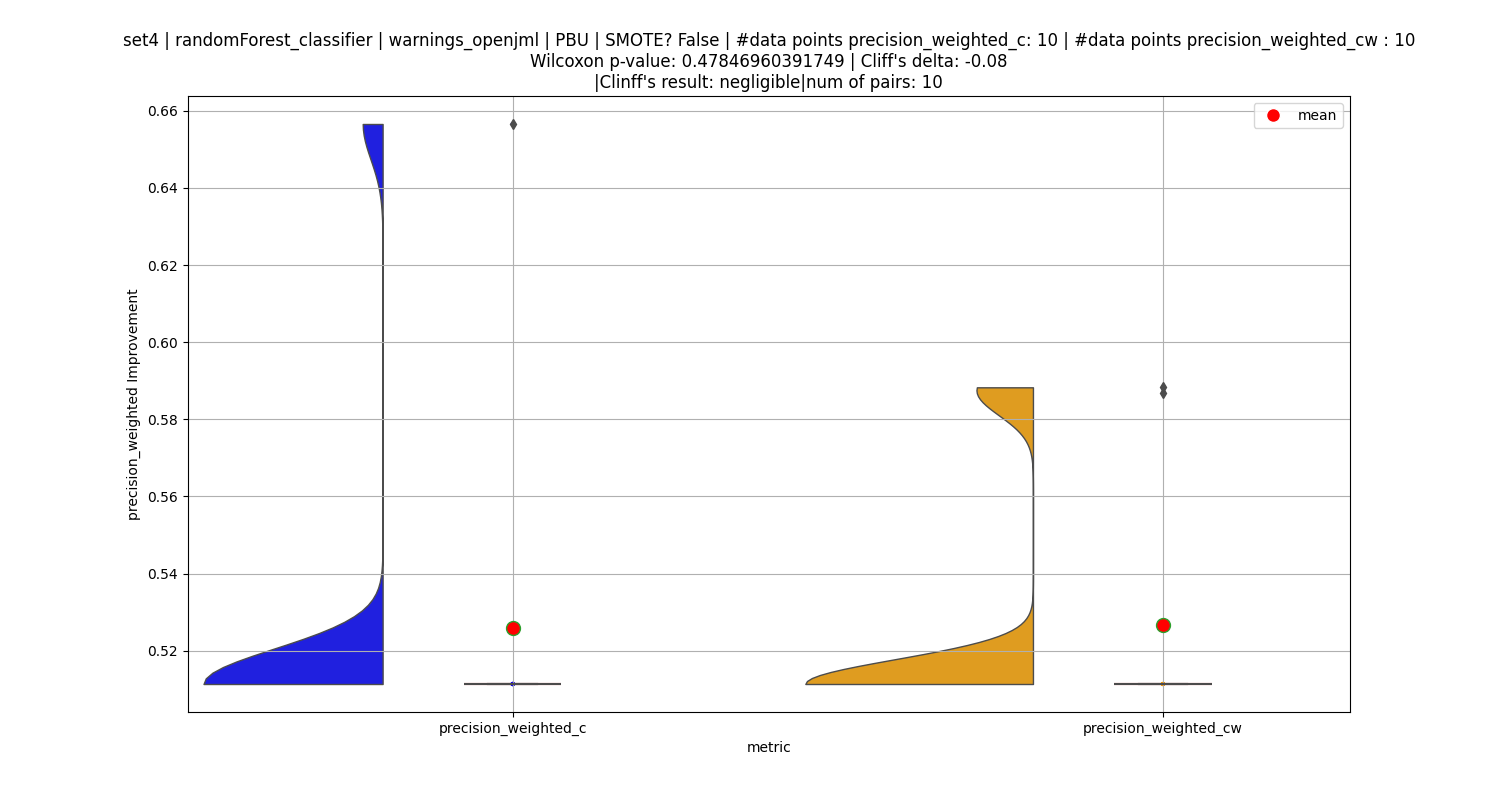 set4 | randomForest_classifier | warnings_openjml | PBU | SMOTE? False | #data points precision_weighted_c: 10 | #data points precision_weighted_cw : 10
Wilcoxon p-value: 0.47846960391749 | Cliff's delta: -0.08
|Clinff's result: negligible|num of pairs: 10
mean
0.66
0.64
0.62
0.60
0.58
0.56
0.54
0.52
precision_weighted Improvement
precision_weighted_c
precision_weighted_cw
metric